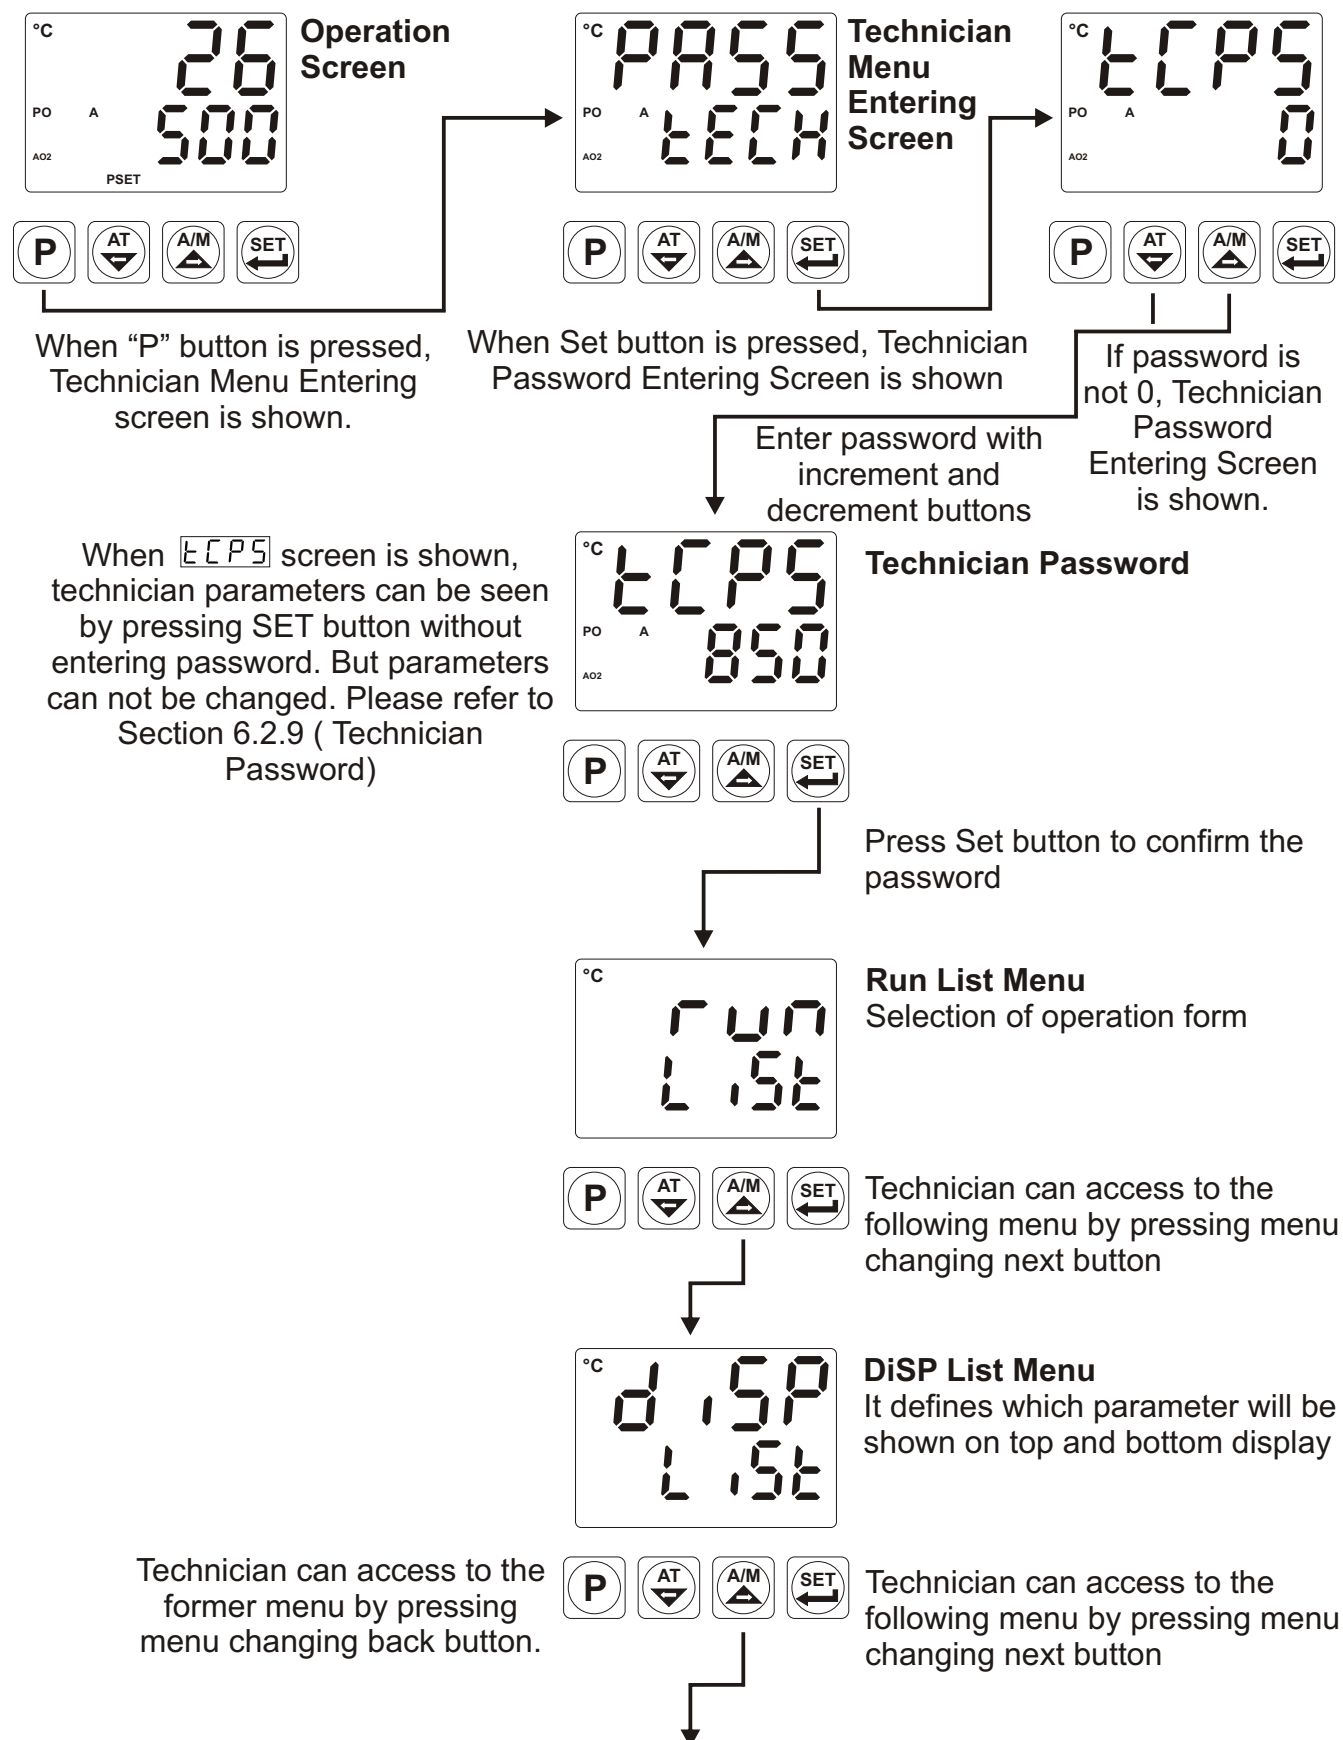 °C
26
PO A
500
AO2
PSET
Operation
Screen
P AT A/M SET
When “P” button is pressed,
Technician Menu Entering
screen is shown.
°C
PASS
PO A
tECH
AO2
Technician
Menu
Entering
Screen
P AT A/M SET
When Set button is pressed, Technician
Password Entering Screen is shown
°C
tCPS
PO A
0
AO2
P AT A/M SET
If password is
not 0, Technician
Password
Entering Screen
is shown.
Enter password with
increment and
decrement buttons
When tCPS screen is shown,
technician parameters can be seen
by pressing SET button without
entering password. But parameters
can not be changed. Please refer to
Section 6.2.9 ( Technician
Password)
°C
tCPS
PO A
850
AO2
Technician Password
P AT A/M SET
Press Set button to confirm the
password
°C
run
LiSt
Run List Menu
Selection of operation form
P AT A/M SET
Technician can access to the
following menu by pressing menu
changing next button
°C
diSP
LiSt
DiSP List Menu
It defines which parameter will be
shown on top and bottom display
Technician can access to the
former menu by pressing
menu changing back button.
P AT A/M SET
Technician can access to the
following menu by pressing menu
changing next button